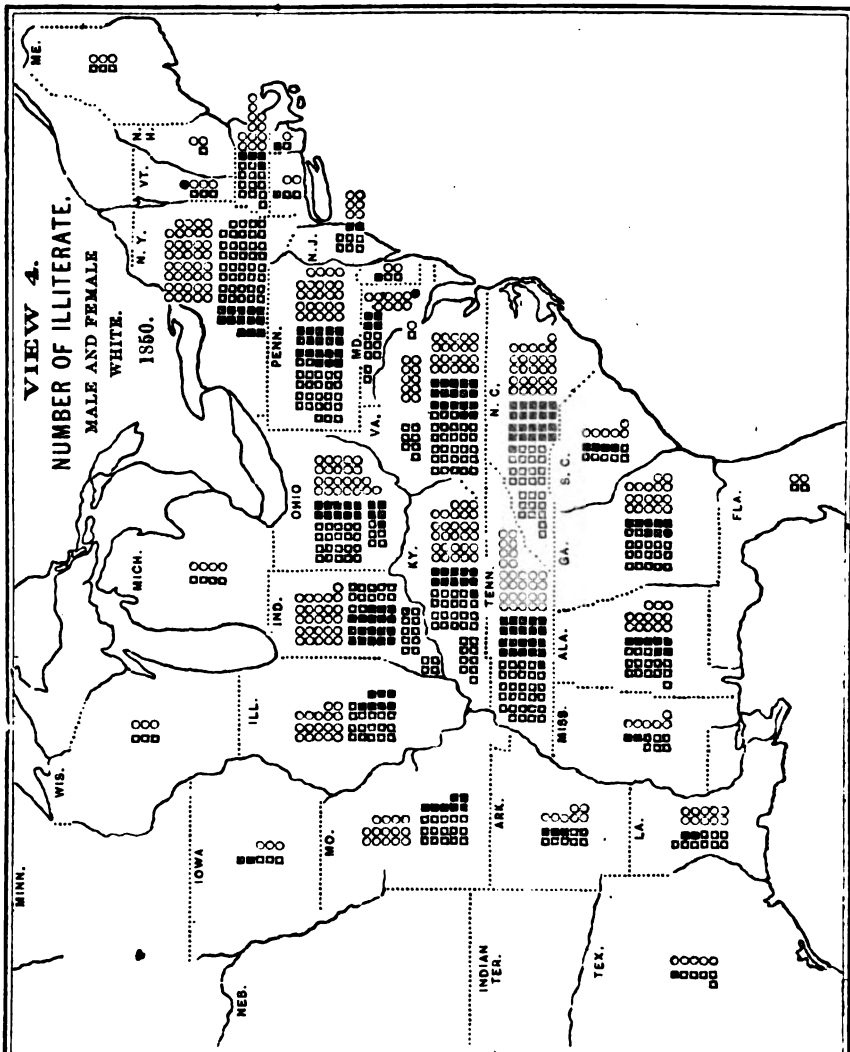 VIEW 4.
NUMBER OF ILLITERATE.
MALE AND FEMALE
WHITE.
1850.
ME.
N.
H.
VT.
N. Y.
N.J.
PENN.
MD.
VA.
OHIO
MICH.
IND.
ILL.
WIS.
MINN.
IOWA
MO.
KY.
TENN.
N. C.
S. C.
GA.
FLA.
ALA.
MISS.
ARK.
LA.
TEX.
INDIAN
TER.
NEB.